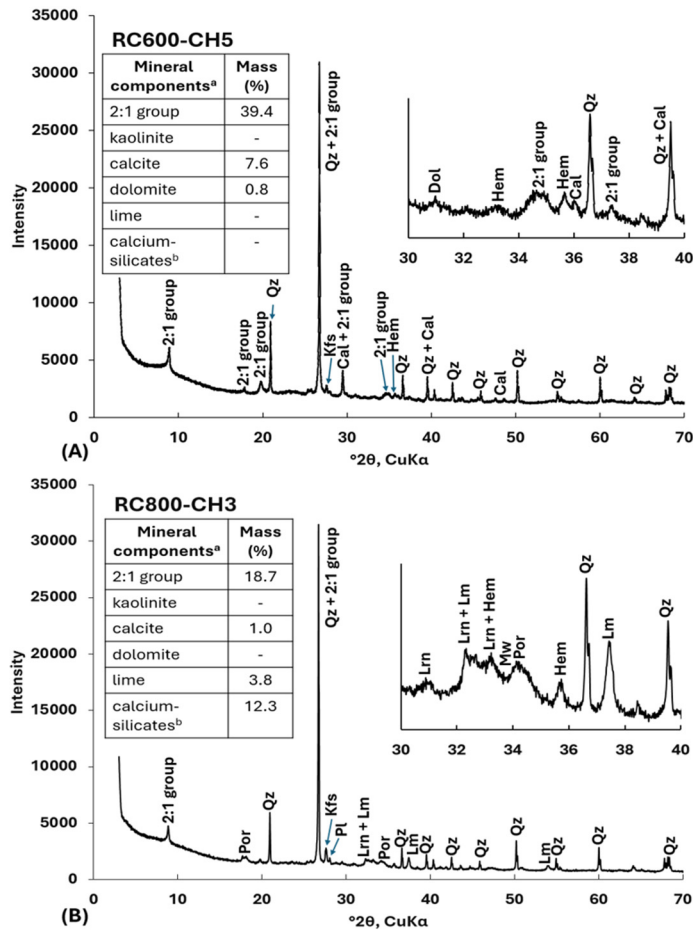 35000
30000
25000
20000
15000
10000
5000
0
Intensity
RC600-CH5
Mineral componentsᵃ Mass (%)
2:1 group 39.4
kaolinite -
calcite 7.6
dolomite 0.8
lime -
calcium-silicatesᵇ -
2:1 group
2:1 group
2:1 group
Qz
Qz + 2:1 group
Kfs
Cal + 2:1 group
2:1 group
Hem
Qz
Qz + Cal
Qz
Qz
Cal
Qz
Qz
Qz
Qz
Qz
Dol
Hem
2:1 group
Hem
Cal
Qz
2:1 group
Qz + Cal
30 32 34 36 38 40
0 10 20 30 40 50 60 70
°2θ, CuKα
(A)
35000
30000
25000
20000
15000
10000
5000
0
Intensity
RC800-CH3
Mineral componentsᵃ Mass (%)
2:1 group 18.7
kaolinite -
calcite 1.0
dolomite -
lime 3.8
calcium-silicatesᵇ 12.3
2:1 group
Por
Qz
Qz + 2:1 group
Kfs
Pl
Lrn + Lm
Por
Qz
Lm
Qz
Qz
Qz
Qz
Lm
Qz
Qz
Qz
Lrn
Lrn + Lm
Lrn + Hem
Mw
Por
Hem
Qz
Lm
Qz
30 32 34 36 38 40
0 10 20 30 40 50 60 70
°2θ, CuKα
(B)